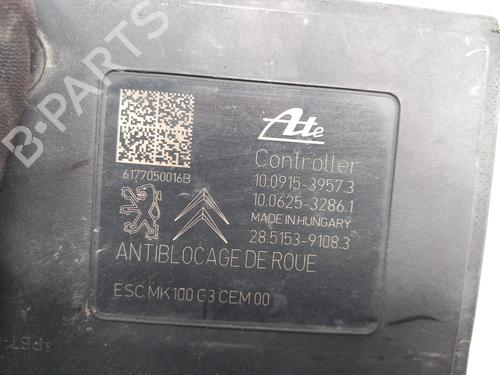 Ate
Controller
10.0915-3957.3
10.0625-3286.1
MADE IN HUNGARY
28.5153-9108.3
6177050016B
ANTIBLOCAGE DE ROUE
ESC MK100 G3 CEM 00
B-PARTS